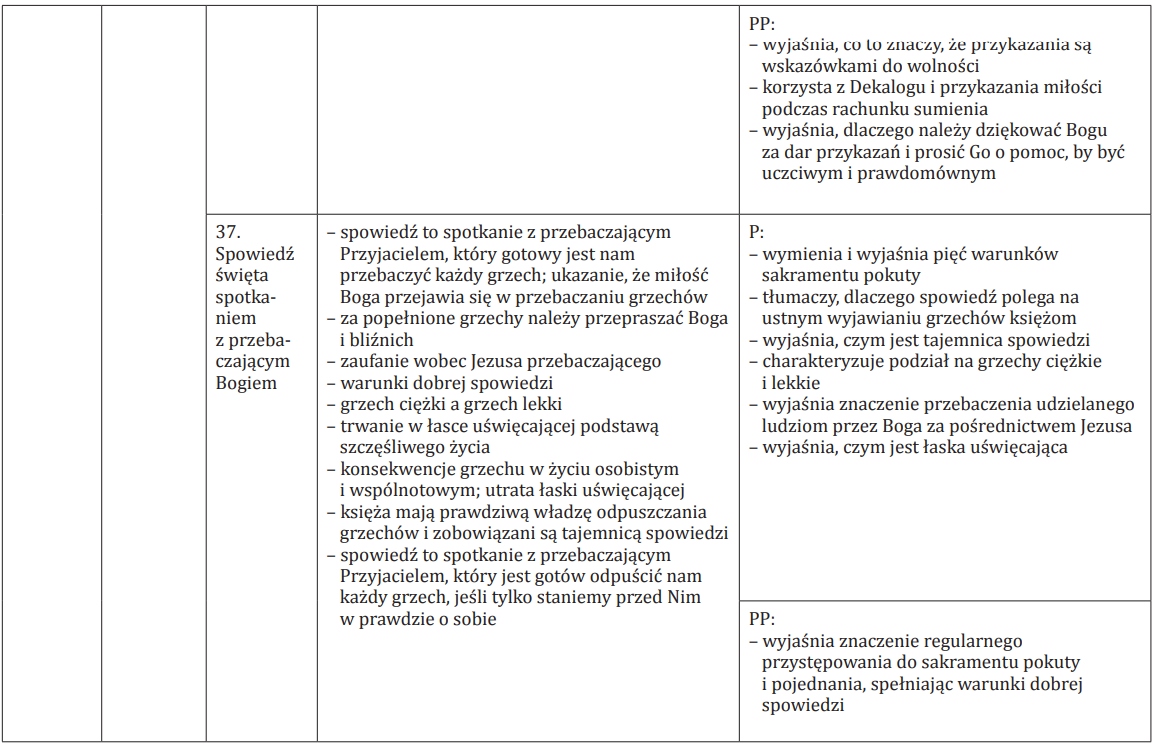 PP:
– wyjaśnia, co to znaczy, że przykazania są
wskazówkami do wolności
– korzysta z Dekalogu i przykazania miłości
podczas rachunku sumienia
– wyjaśnia, dlaczego należy dziękować Bogu
za dar przykazań i prosić Go o pomoc, by być
uczciwym i prawdomównym
37.
Spowiedź
święta
spotka-
niem
z przeba-
czającym
Bogiem
– spowiedź to spotkanie z przebaczającym
Przyjacielem, który gotowy jest nam
przebaczyć każdy grzech; ukazanie, że miłość
Boga przejawia się w przebaczaniu grzechów
– za popełnione grzechy należy przepraszać Boga
i bliźnich
– zaufanie wobec Jezusa przebaczającego
– warunki dobrej spowiedzi
– grzech ciężki a grzech lekki
– trwanie w łasce uświęcającej podstawą
szczęśliwego życia
– konsekwencje grzechu w życiu osobistym
i wspólnotowym; utrata łaski uświęcającej
– księża mają prawdziwą władzę odpuszczania
grzechów i zobowiązani są tajemnicą spowiedzi
– spowiedź to spotkanie z przebaczającym
Przyjacielem, który jest gotów odpuścić nam
każdy grzech, jeśli tylko staniemy przed Nim
w prawdzie o sobie
P:
– wymienia i wyjaśnia pięć warunków
sakramentu pokuty
– tłumaczy, dlaczego spowiedź polega na
ustnym wyjawianiu grzechów księżom
– wyjaśnia, czym jest tajemnica spowiedzi
– charakteryzuje podział na grzechy ciężkie
i lekkie
– wyjaśnia znaczenie przebaczenia udzielanego
ludziom przez Boga za pośrednictwem Jezusa
– wyjaśnia, czym jest łaska uświęcająca
PP:
– wyjaśnia znaczenie regularnego
przystępowania do sakramentu pokuty
i pojednania, spełniając warunki dobrej
spowiedzi